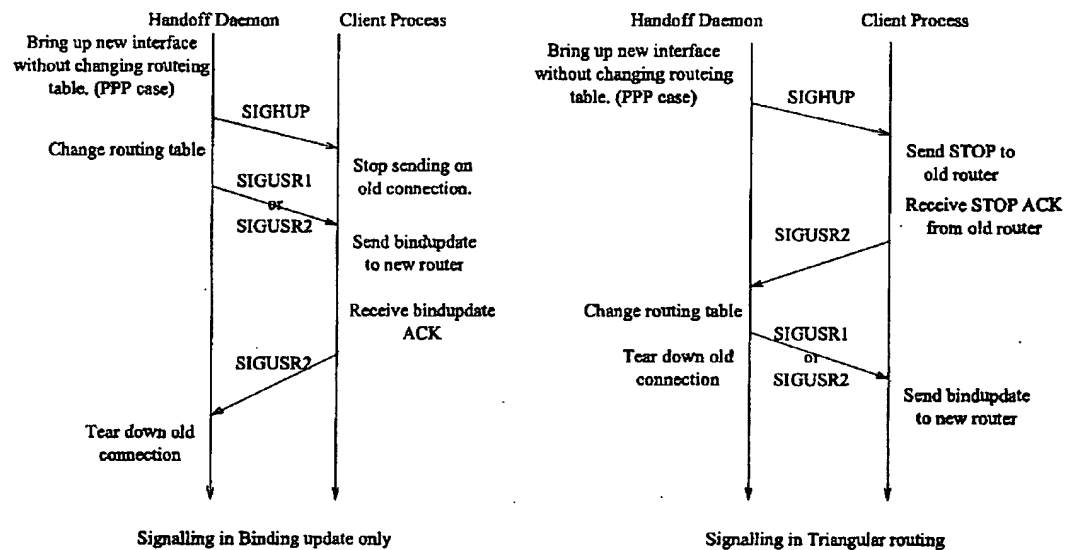 Handoff Daemon
Client Process
Bring up new interface
without changing routeing
table. (PPP case)
SIGHUP
Change routing table
Stop sending on
old connection.
SIGUSR1
or
SIGUSR2
Send bindupdate
to new router
Receive bindupdate
ACK
SIGUSR2
Tear down old
connection
Signalling in Binding update only
Handoff Daemon
Client Process
Bring up new interface
without changing routeing
table. (PPP case)
SIGHUP
Send STOP to
old router
Receive STOP ACK
from old router
SIGUSR2
Change routing table
SIGUSR1
or
SIGUSR2
Tear down old
connection
Send bindupdate
to new router
Signalling in Triangular routing